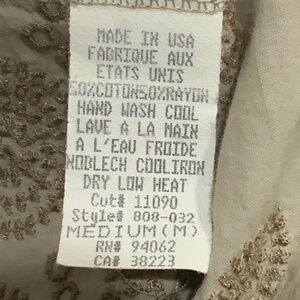 MADE IN USA
FABRIQUE AUX
ETATS UNIS
50%COTON50%RAYON
HAND WASH COOL
LAVE A LA MAIN
A L'EAU FROIDE
NOBLECH COOLIRON
DRY LOW HEAT
Cut# 11090
Style# 808-032
MEDIUM(M)
RN# 94062
CA# 38223